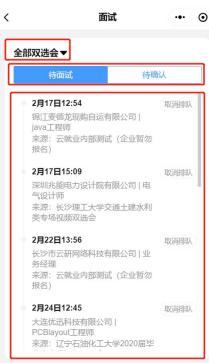 面试
全部双选会
待面试 待确认
2月17日12:54 取消排队
锦江麦德龙现购自运有限公司 |
java工程师
来源：云就业内部测试（企业暂勿
报名）
2月17日15:09 取消排队
深圳兆能电力设计院有限公司 | 电
气设计师
来源：长沙理工大学交通土建水利
类专场视频双选会
2月22日13:56 取消排队
长沙市云研网络科技有限公司 | 业
务经理
来源：云就业内部测试（企业暂勿
报名）
2月24日12:45 取消排队
大连优迅科技有限公司 |
PCBlayout工程师
来源：辽宁石油化工大学2020届毕